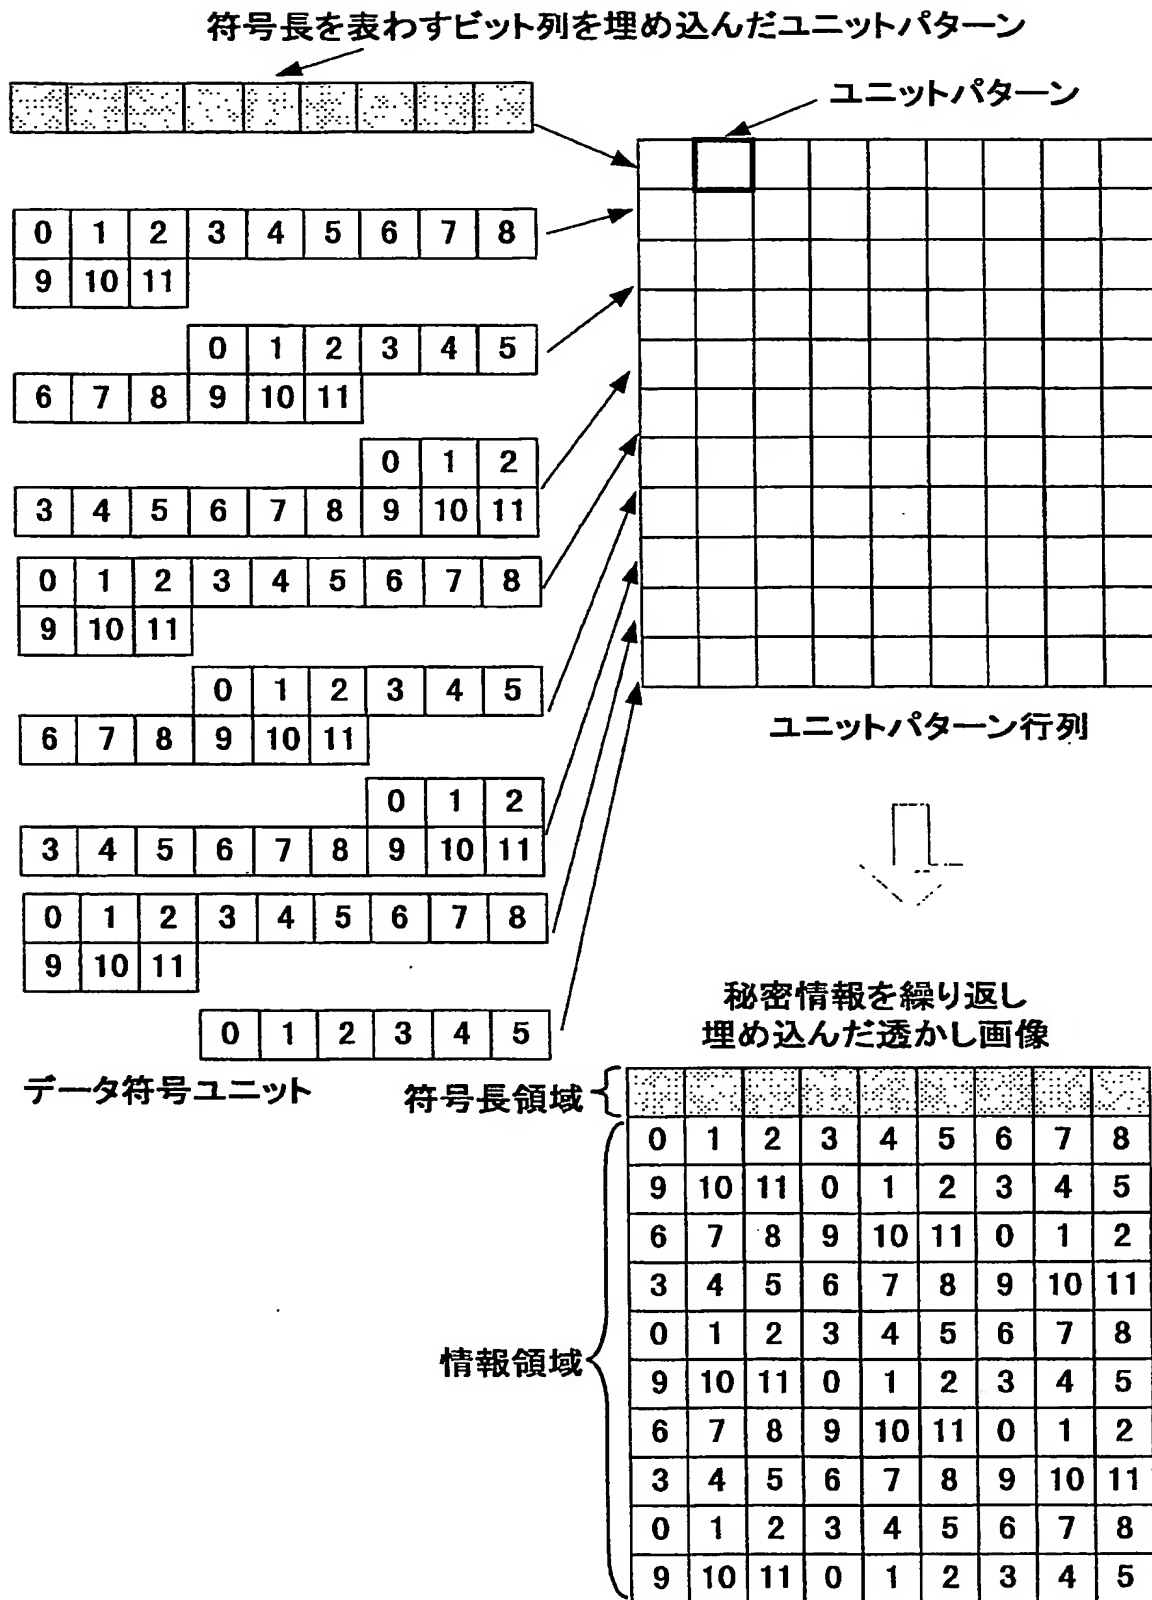 符号長を表わすビット列を埋め込んだユニットパターン
ユニットパターン
0 1 2 3 4 5 6 7 8
9 10 11
0 1 2 3 4 5
6 7 8 9 10 11
0 1 2
3 4 5 6 7 8 9 10 11
0 1 2 3 4 5 6 7 8
9 10 11
0 1 2 3 4 5
6 7 8 9 10 11
0 1 2
3 4 5 6 7 8 9 10 11
0 1 2 3 4 5 6 7 8
9 10 11
0 1 2 3 4 5
データ符号ユニット
ユニットパターン行列
秘密情報を繰り返し
埋め込んだ透かし画像
符号長領域
情報領域
0 1 2 3 4 5 6 7 8
9 10 11 0 1 2 3 4 5
6 7 8 9 10 11 0 1 2
3 4 5 6 7 8 9 10 11
0 1 2 3 4 5 6 7 8
9 10 11 0 1 2 3 4 5
6 7 8 9 10 11 0 1 2
3 4 5 6 7 8 9 10 11
0 1 2 3 4 5 6 7 8
9 10 11 0 1 2 3 4 5